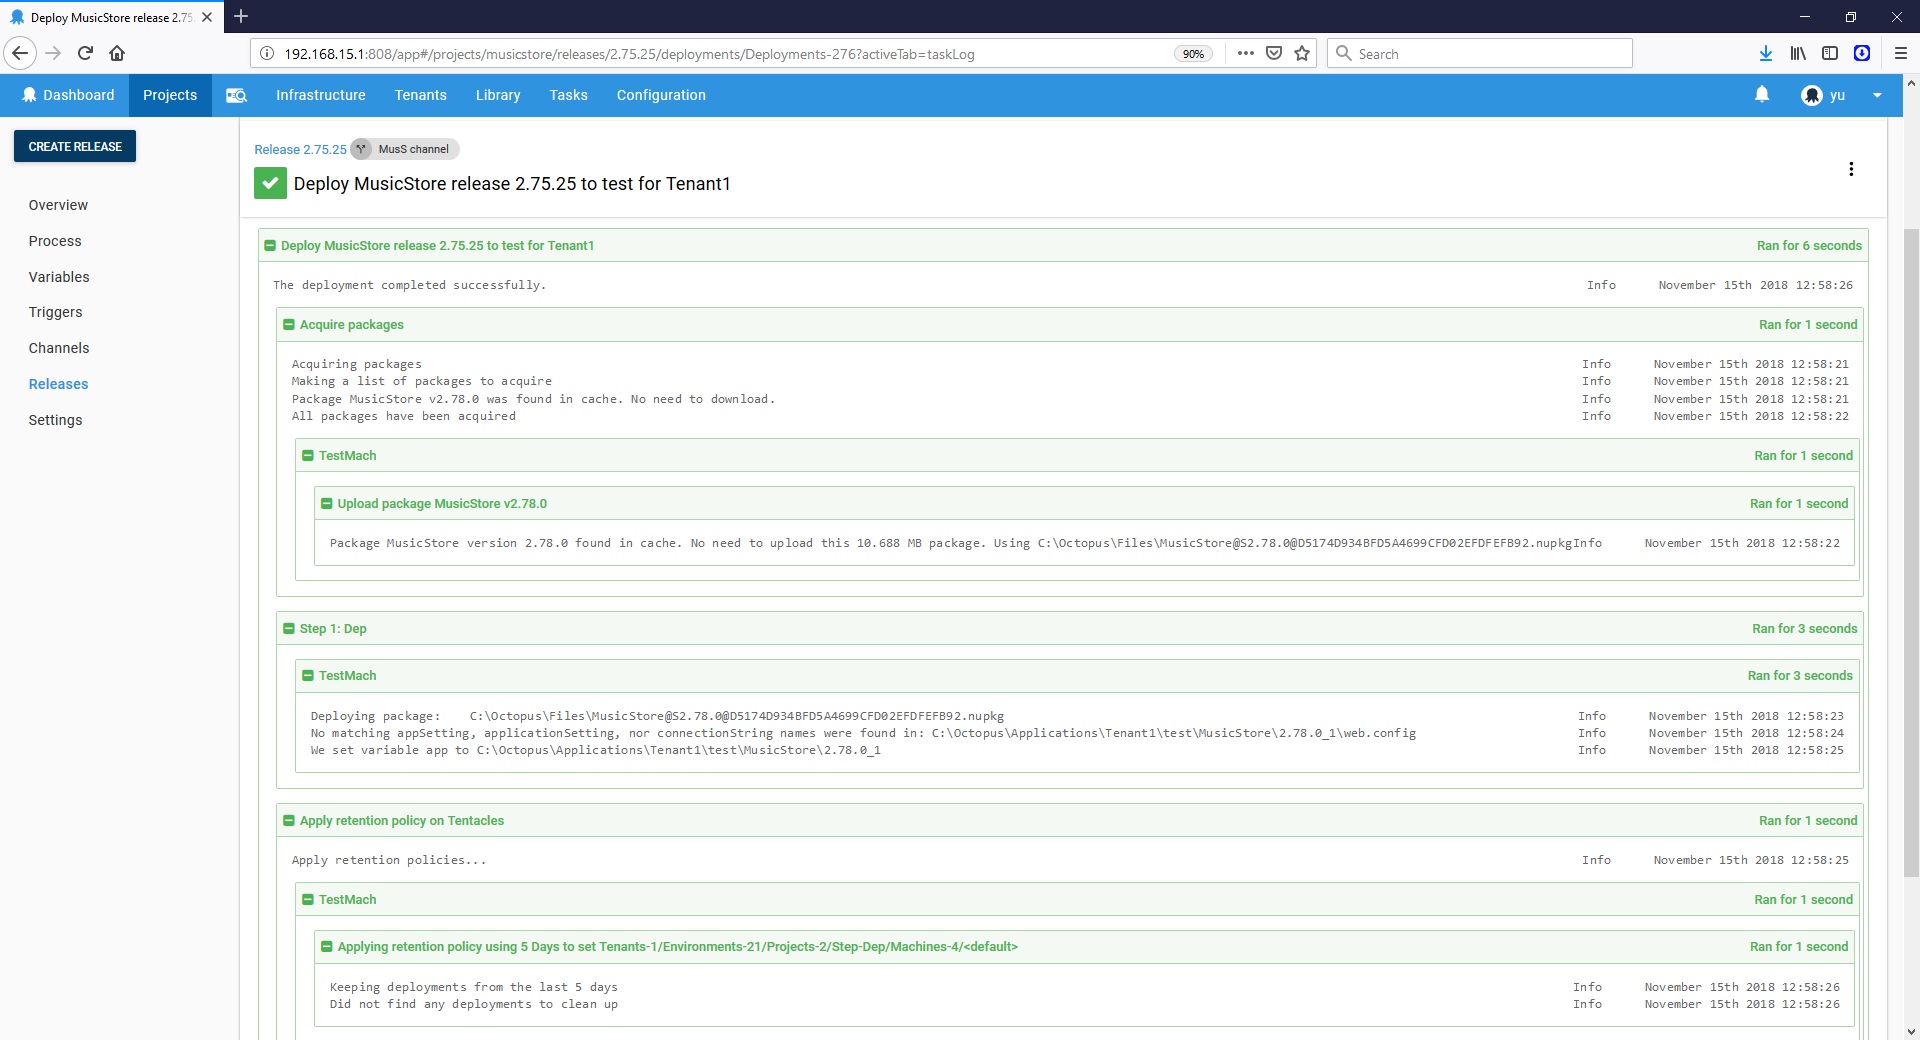 Deploy MusicStore release 2.75.
192.168.15.1:808/app#/projects/musicstore/releases/2.75.25/deployments/Deployments-276?activeTab=taskLog
90%
Search
Dashboard
Projects
Infrastructure
Tenants
Library
Tasks
Configuration
yu
CREATE RELEASE
Overview
Process
Variables
Triggers
Channels
Releases
Settings
Release 2.75.25 MusS channel
Deploy MusicStore release 2.75.25 to test for Tenant1
Deploy MusicStore release 2.75.25 to test for Tenant1 Ran for 6 seconds
The deployment completed successfully. Info November 15th 2018 12:58:26
Acquire packages Ran for 1 second
Acquiring packages Info November 15th 2018 12:58:21
Making a list of packages to acquire Info November 15th 2018 12:58:21
Package MusicStore v2.78.0 was found in cache. No need to download. Info November 15th 2018 12:58:21
All packages have been acquired Info November 15th 2018 12:58:22
TestMach Ran for 1 second
Upload package MusicStore v2.78.0 Ran for 1 second
Package MusicStore version 2.78.0 found in cache. No need to upload this 10.688 MB package. Using C:\Octopus\Files\MusicStore@S2.78.0@D5174D934BFD5A4699CFD02EFDFEFB92.nupkgInfo November 15th 2018 12:58:22
Step 1: Dep Ran for 3 seconds
TestMach Ran for 3 seconds
Deploying package: C:\Octopus\Files\MusicStore@S2.78.0@D5174D934BFD5A4699CFD02EFDFEFB92.nupkg Info November 15th 2018 12:58:23
No matching appSetting, applicationSetting, nor connectionString names were found in: C:\Octopus\Applications\Tenant1\test\MusicStore\2.78.0_1\web.config Info November 15th 2018 12:58:24
We set variable app to C:\Octopus\Applications\Tenant1\test\MusicStore\2.78.0_1 Info November 15th 2018 12:58:25
Apply retention policy on Tentacles Ran for 1 second
Apply retention policies... Info November 15th 2018 12:58:25
TestMach Ran for 1 second
Applying retention policy using 5 Days to set Tenants-1/Environments-21/Projects-2/Step-Dep/Machines-4/<default> Ran for 1 second
Keeping deployments from the last 5 days Info November 15th 2018 12:58:26
Did not find any deployments to clean up Info November 15th 2018 12:58:26